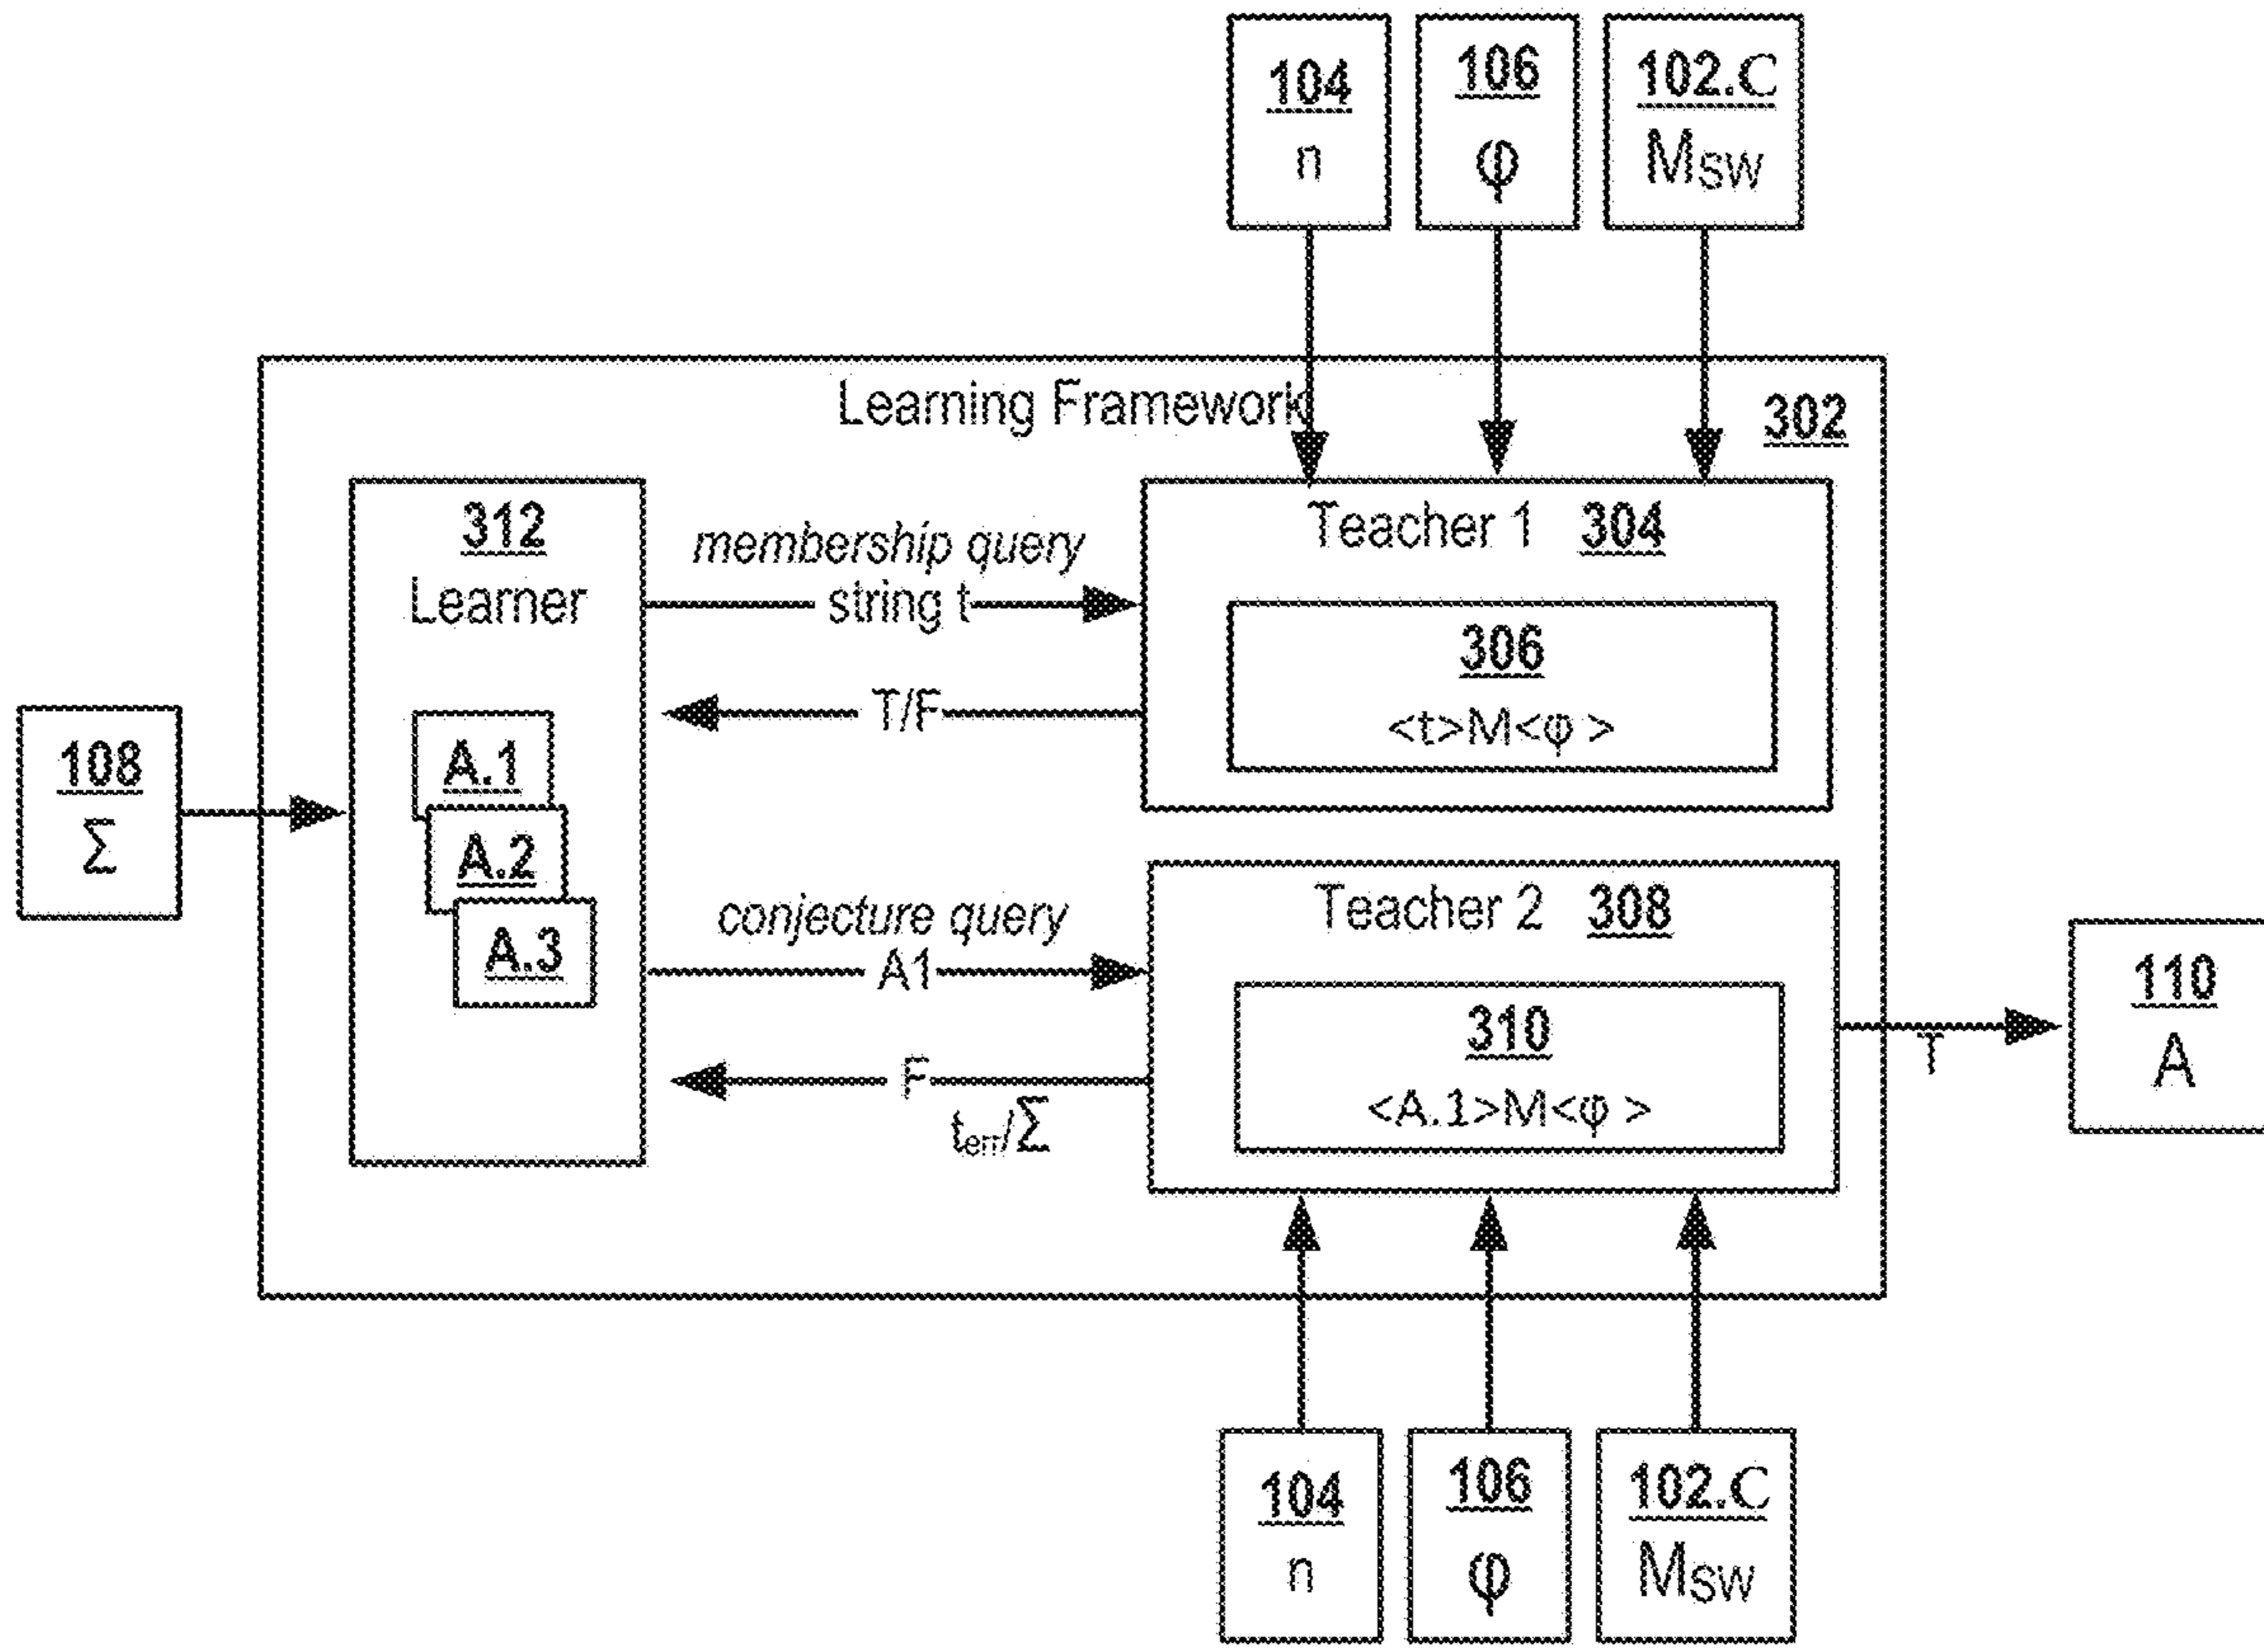 104
n
106
φ
102.C
MSW
Learning Framework
302
312
Learner
membership query
string t
T/F
Teacher 1 304
306
<t>M<φ >
108
Σ
A.1
A.2
A.3
conjecture query
A1
F
terr/Σ
Teacher 2 308
310
<A.1>M<φ >
T
110
A
104
n
106
φ
102.C
MSW